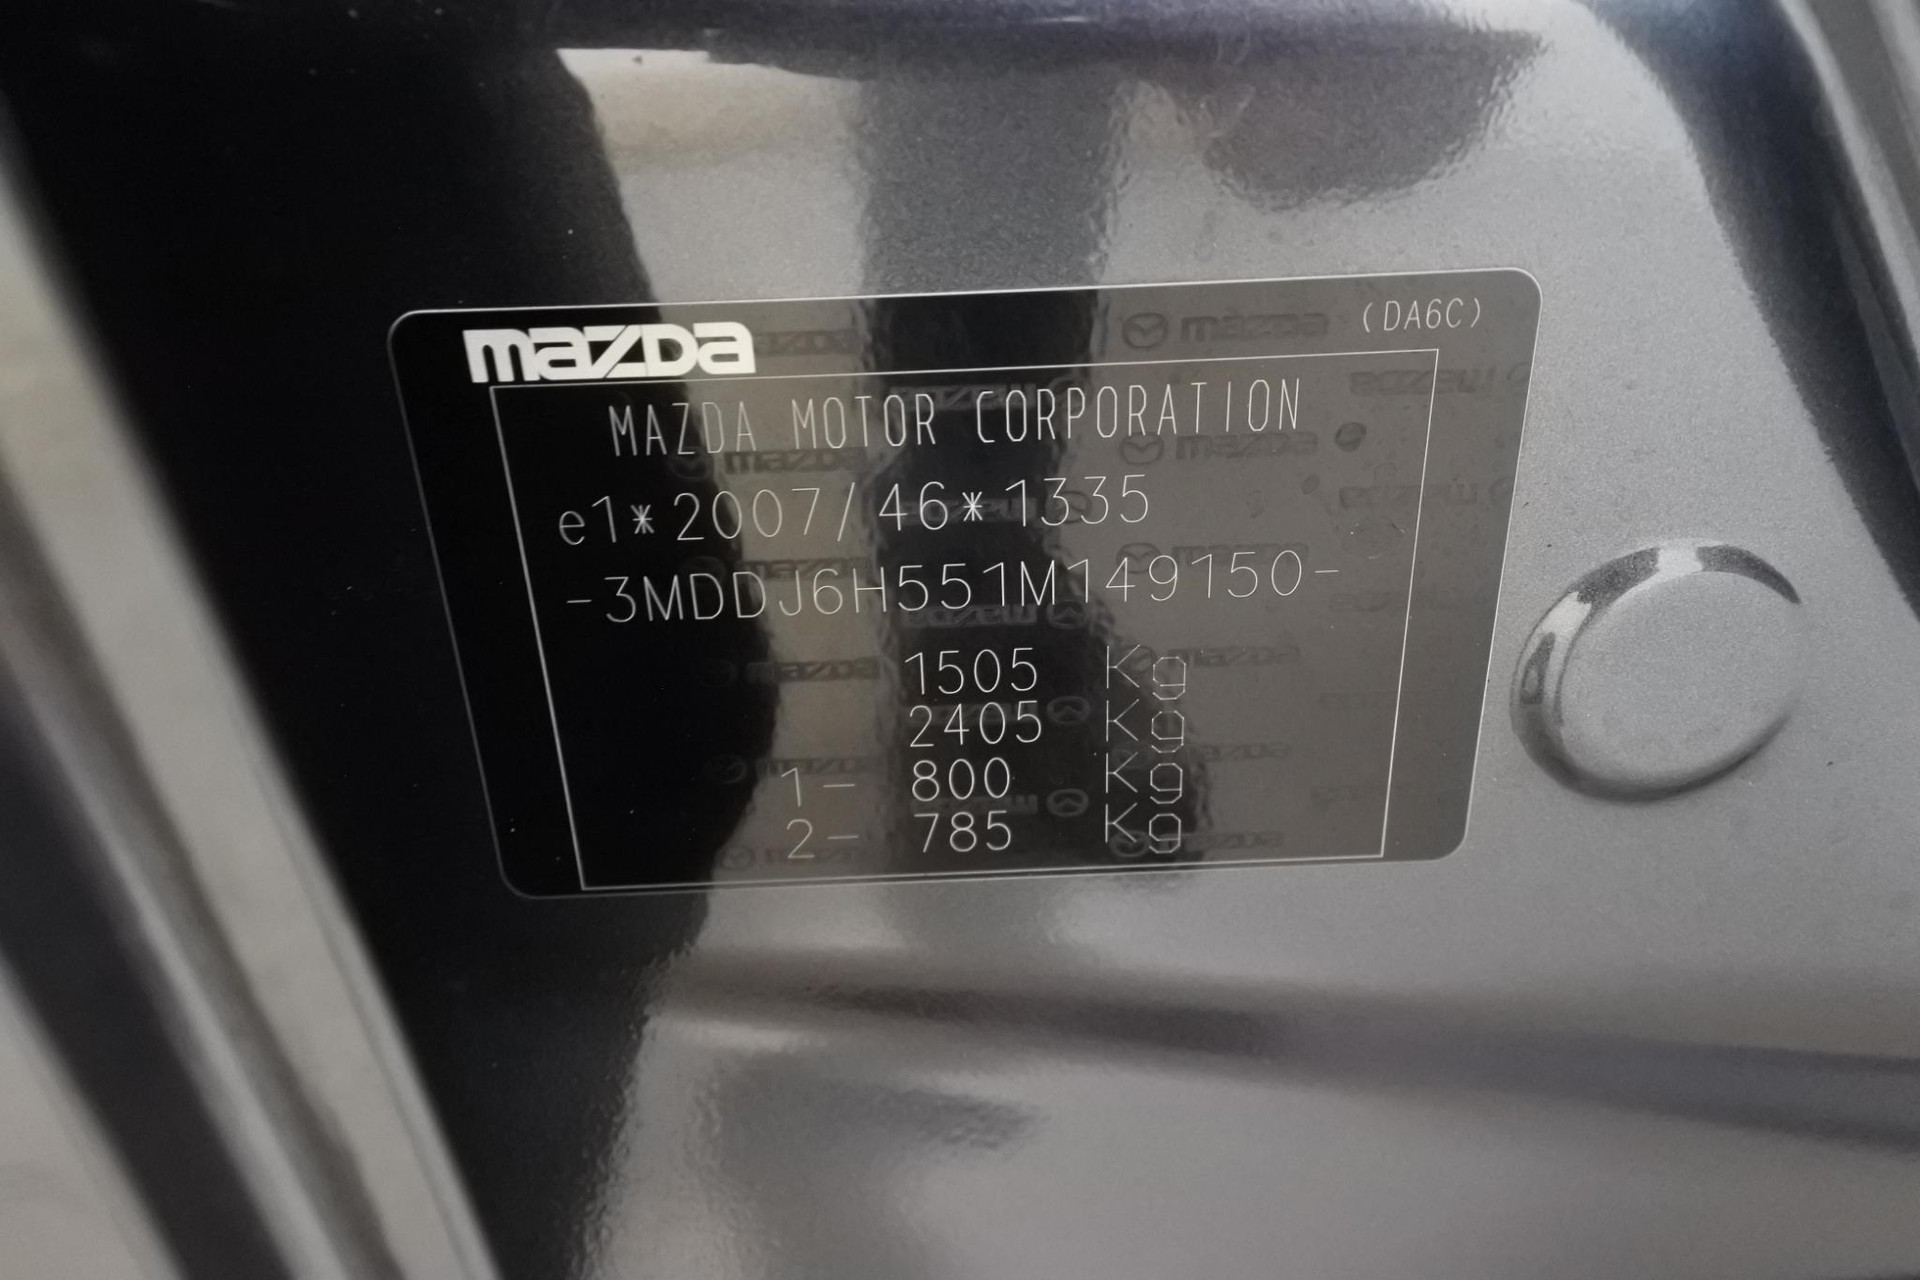 mazda (DA6C)
MAZDA MOTOR CORPORATION
e1*2007/46*1335
-3MDDJ6H551M149150-
1505 Kg
2405 Kg
1- 800 Kg
2- 785 Kg